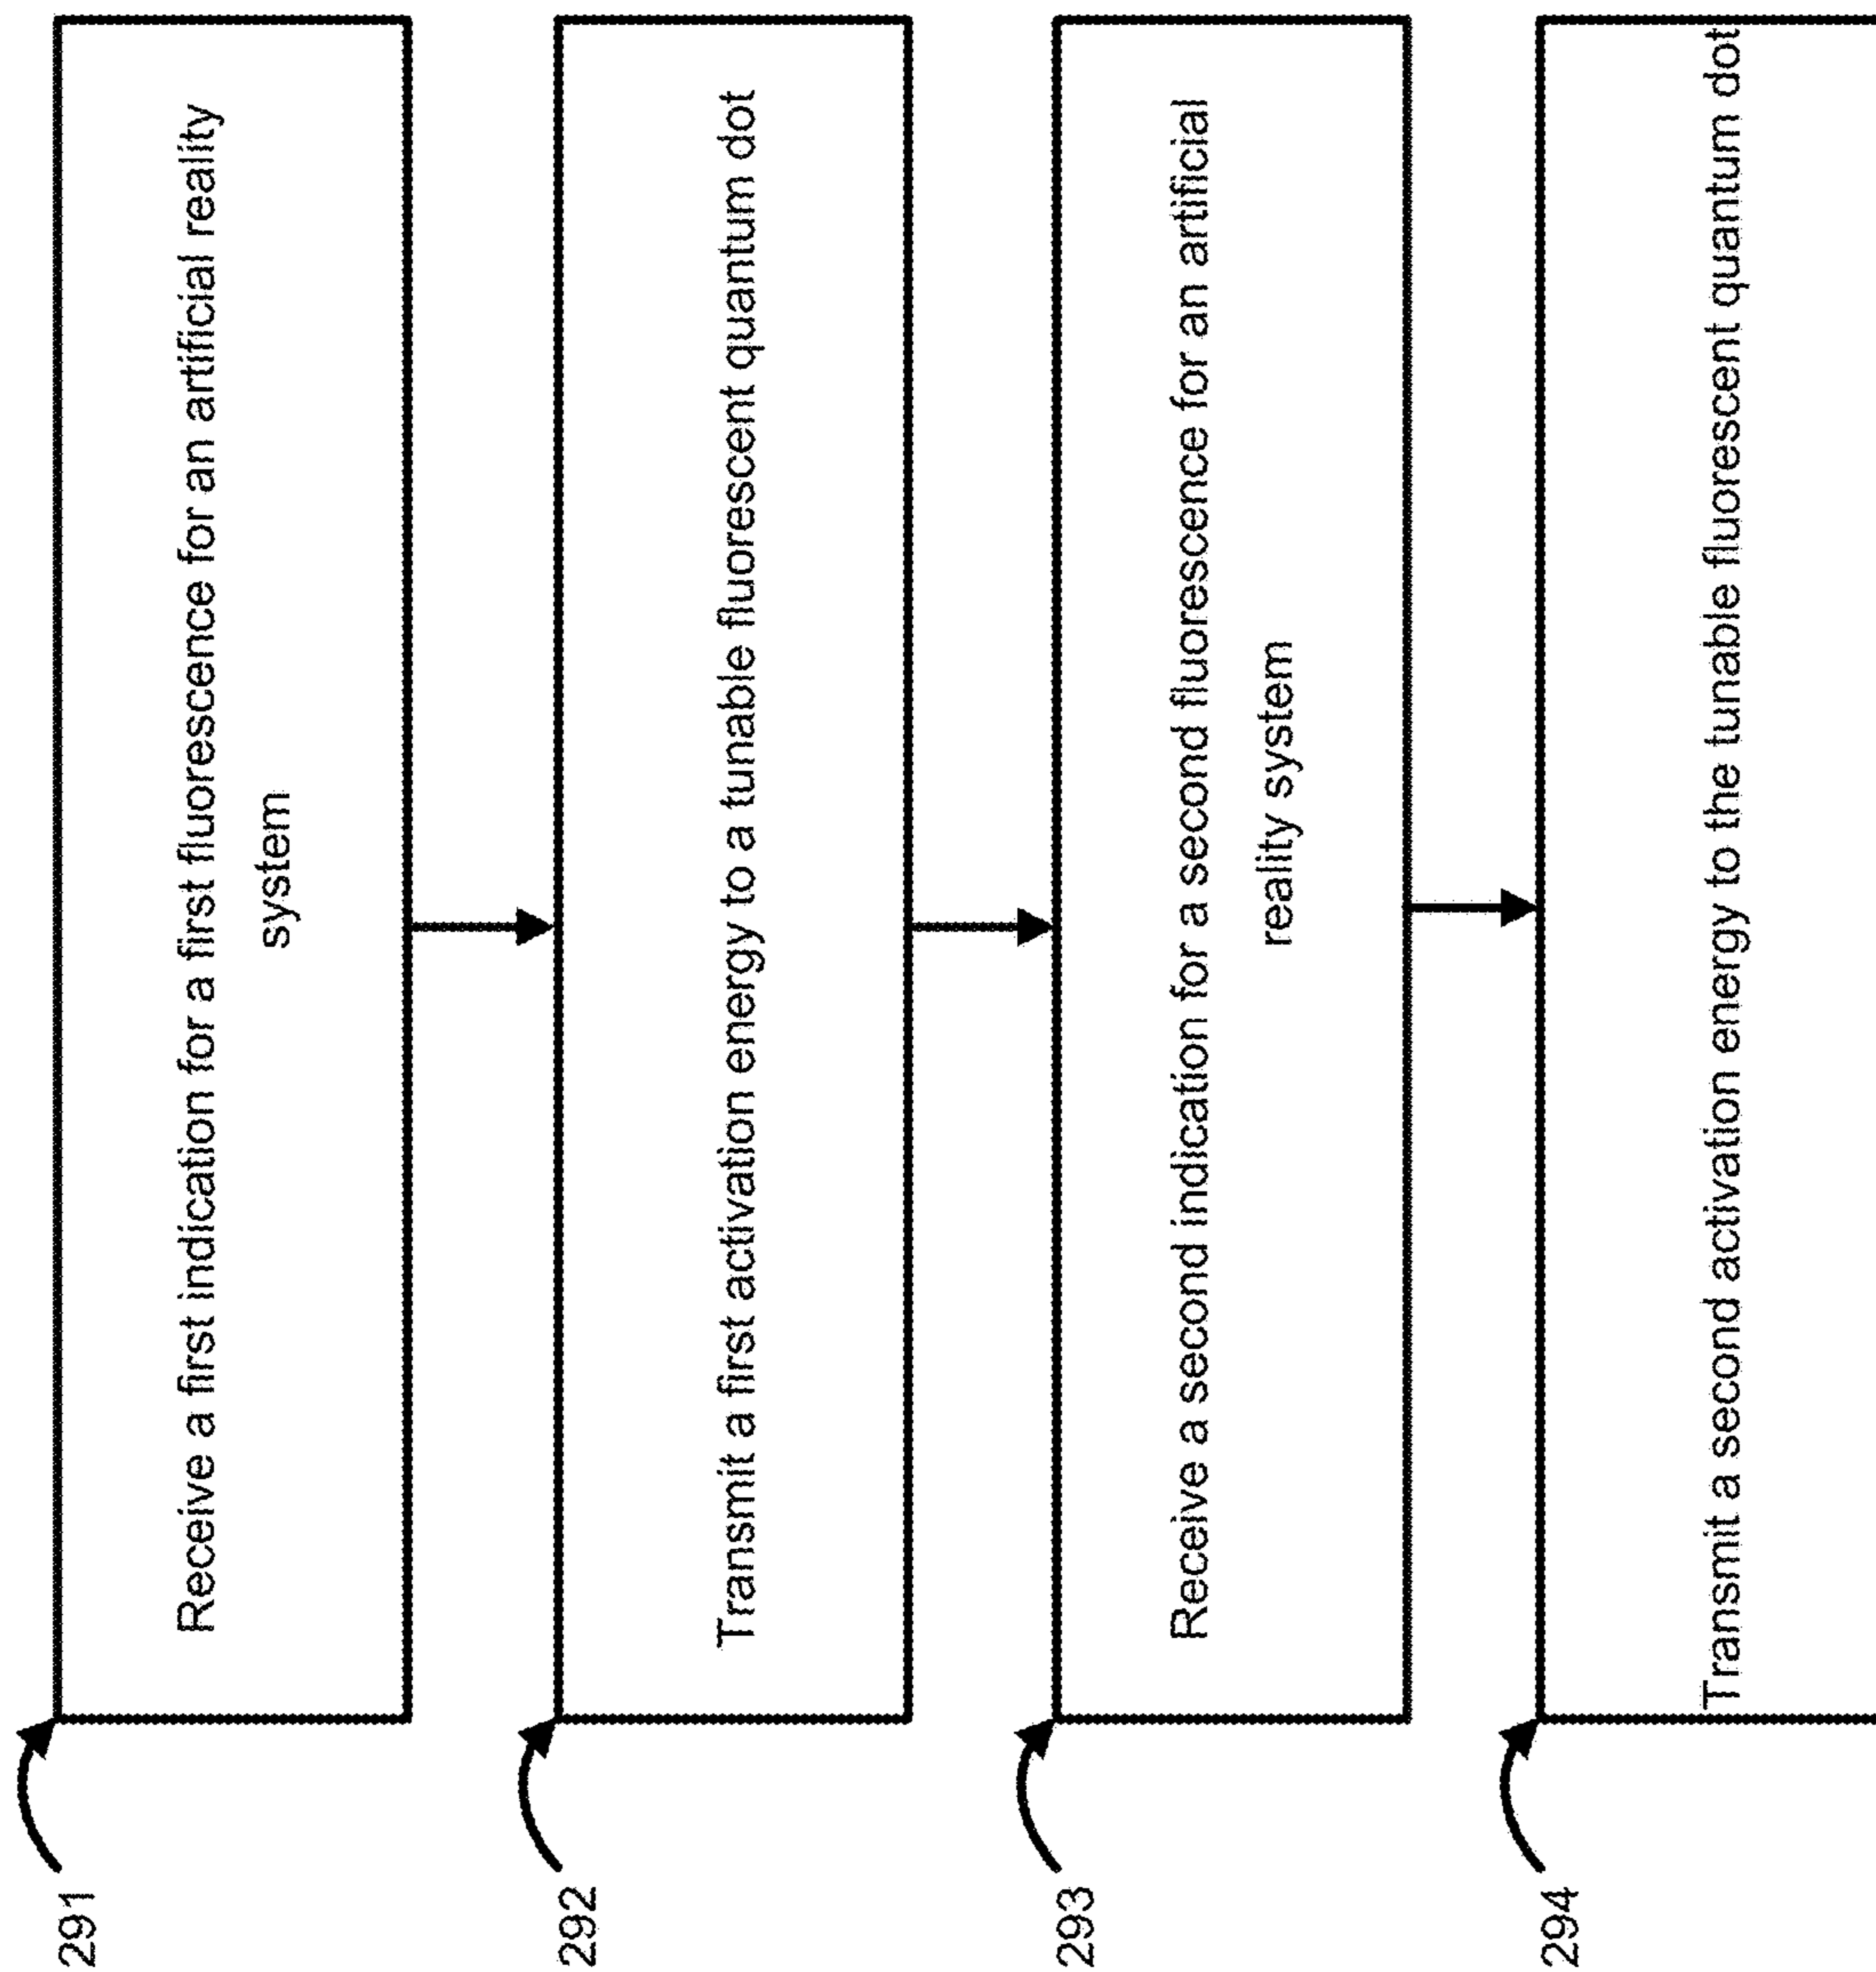 291
Receive a first indication for a first fluorescence for an artificial reality
system
292
Transmit a first activation energy to a tunable fluorescent quantum dot
293
Receive a second indication for a second fluorescence for an artificial
reality system
294
Transmit a second activation energy to the tunable fluorescent quantum dot